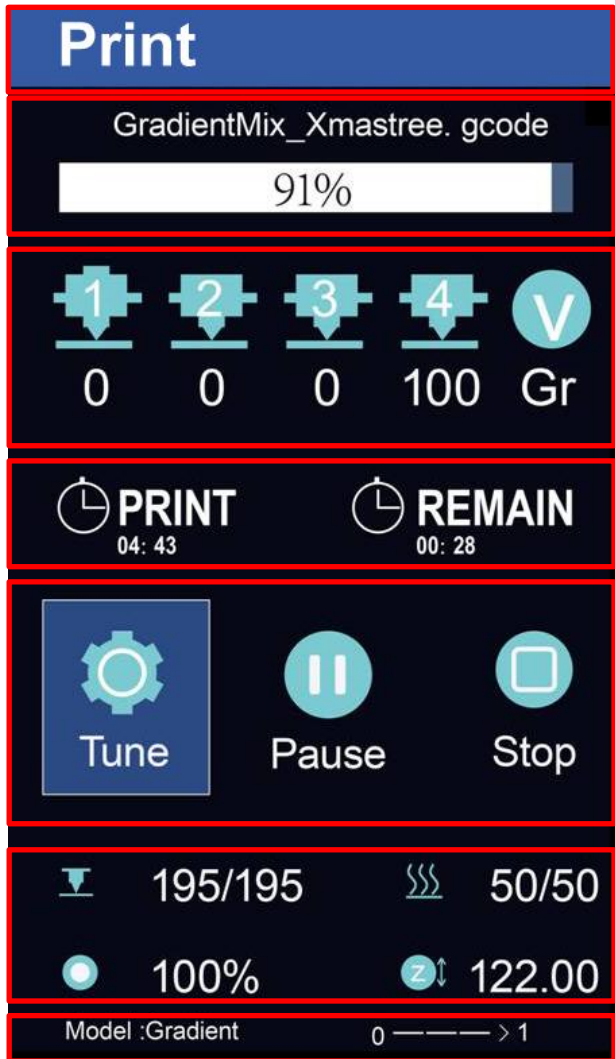 Print
GradientMix_Xmastree. gcode
91%
1 2 3 4 V
0 0 0 100 Gr
PRINT REMAIN
04: 43 00: 28
Tune Pause Stop
195/195 50/50
100% Z 122.00
Model :Gradient 0 ———> 1